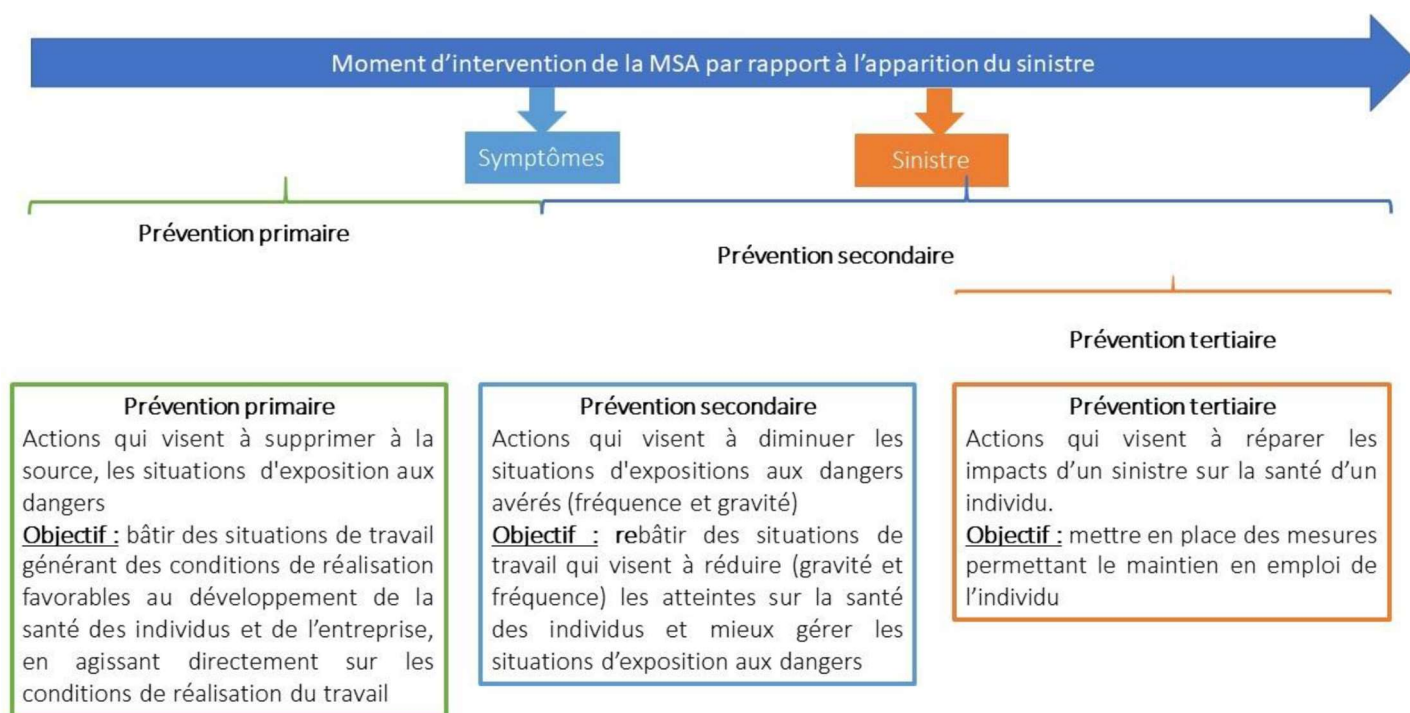 Moment d'intervention de la MSA par rapport à l'apparition du sinistre
Symptômes
Sinistre
Prévention primaire
Prévention secondaire
Prévention tertiaire
Prévention primaire
Actions qui visent à supprimer à la
source, les situations d'exposition aux
dangers
Objectif : bâtir des situations de travail
générant des conditions de réalisation
favorables au développement de la
santé des individus et de l'entreprise,
en agissant directement sur les
conditions de réalisation du travail
Prévention secondaire
Actions qui visent à diminuer les
situations d'expositions aux dangers
avérés (fréquence et gravité)
Objectif : rebâtir des situations de
travail qui visent à réduire (gravité et
fréquence) les atteintes sur la santé
des individus et mieux gérer les
situations d'exposition aux dangers
Prévention tertiaire
Actions qui visent à réparer les
impacts d'un sinistre sur la santé d'un
individu.
Objectif : mettre en place des mesures
permettant le maintien en emploi de
l'individu